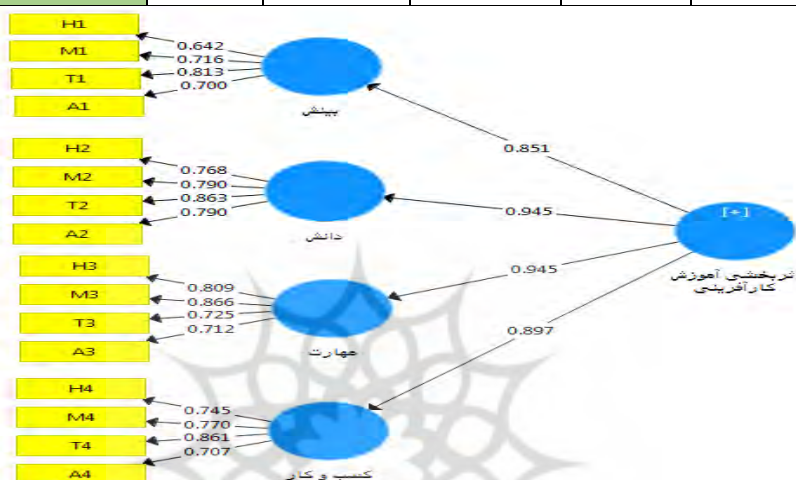 H1
M1
T1
A1
0.642
0.716
0.813
0.700
بینش
0.851
H2
M2
T2
A2
0.768
0.790
0.863
0.790
دانش
0.945
[+]
ثربخشی آموزش
کارآفرینی
H3
M3
T3
A3
0.809
0.866
0.725
0.712
مهارت
0.945
H4
M4
T4
A4
0.745
0.770
0.861
0.707
کسب و کار
0.897